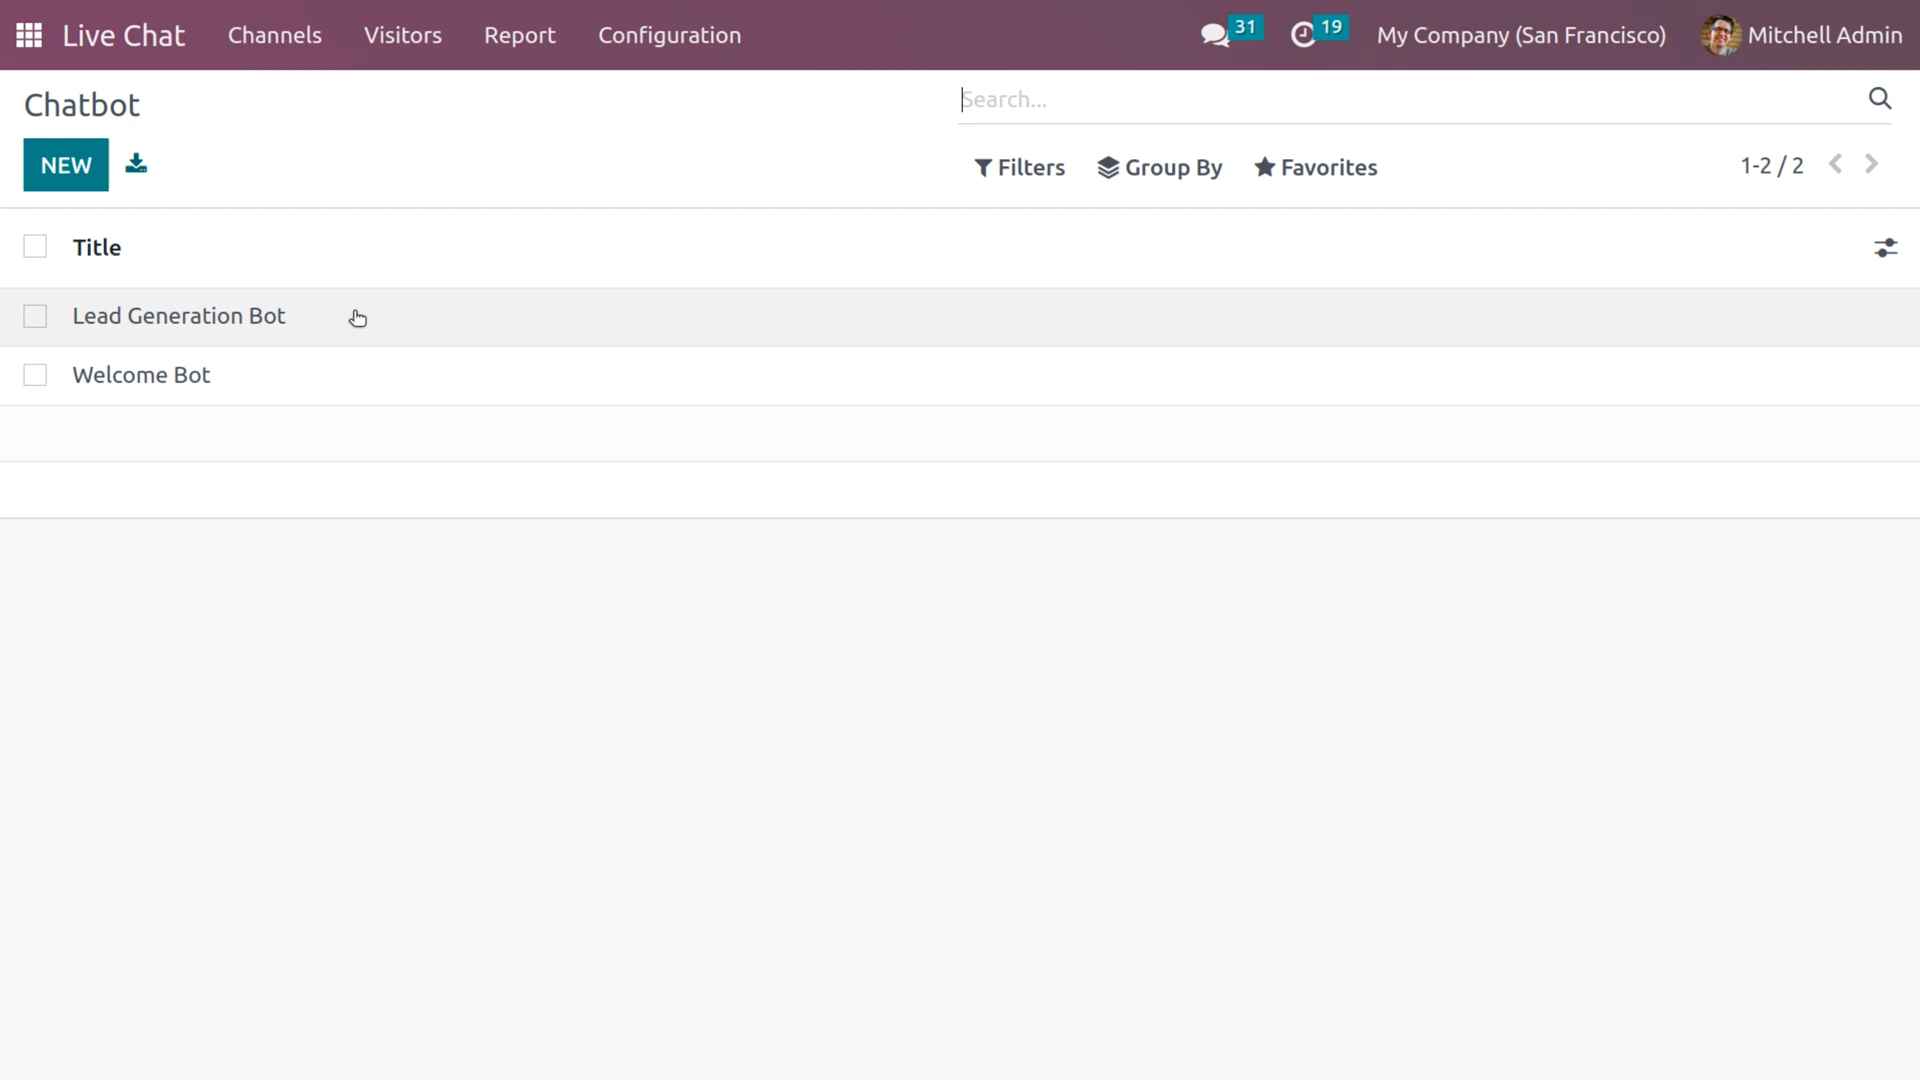 Live Chat Channels Visitors Report Configuration 31 19 My Company (San Francisco) Mitchell Admin
Chatbot Search...
NEW Filters Group By Favorites 1-2 / 2
Title
Lead Generation Bot
Welcome Bot